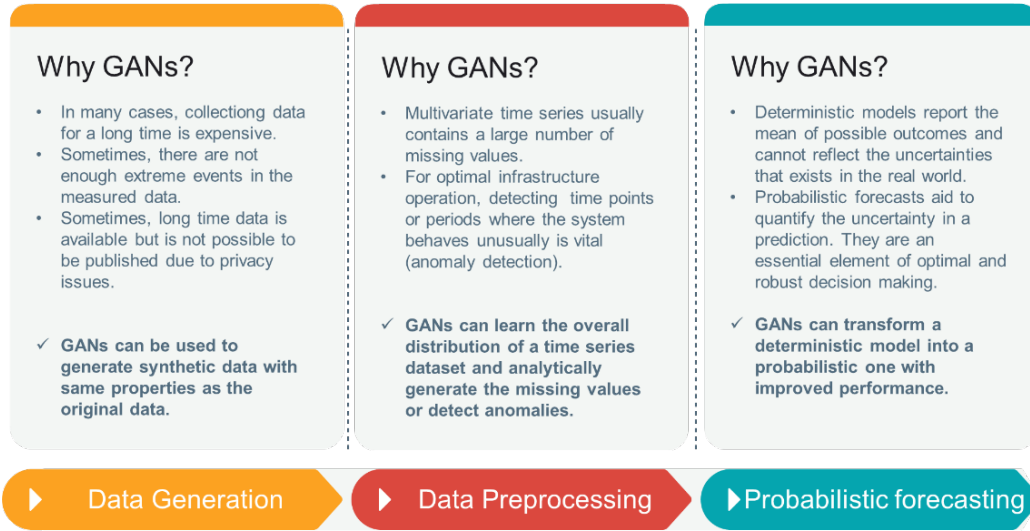 Why GANs?
• In many cases, collectiong data
for a long time is expensive.
• Sometimes, there are not
enough extreme events in the
measured data.
• Sometimes, long time data is
available but is not possible to
be published due to privacy
issues.
✓ GANs can be used to
generate synthetic data with
same properties as the
original data.
Why GANs?
• Multivariate time series usually
contains a large number of
missing values.
• For optimal infrastructure
operation, detecting time points
or periods where the system
behaves unusually is vital
(anomaly detection).
✓ GANs can learn the overall
distribution of a time series
dataset and analytically
generate the missing values
or detect anomalies.
Why GANs?
• Deterministic models report the
mean of possible outcomes and
cannot reflect the uncertainties
that exists in the real world.
• Probabilistic forecasts aid to
quantify the uncertainty in a
prediction. They are an
essential element of optimal and
robust decision making.
✓ GANs can transform a
deterministic model into a
probabilistic one with
improved performance.
Data Generation
Data Preprocessing
Probabilistic forecasting